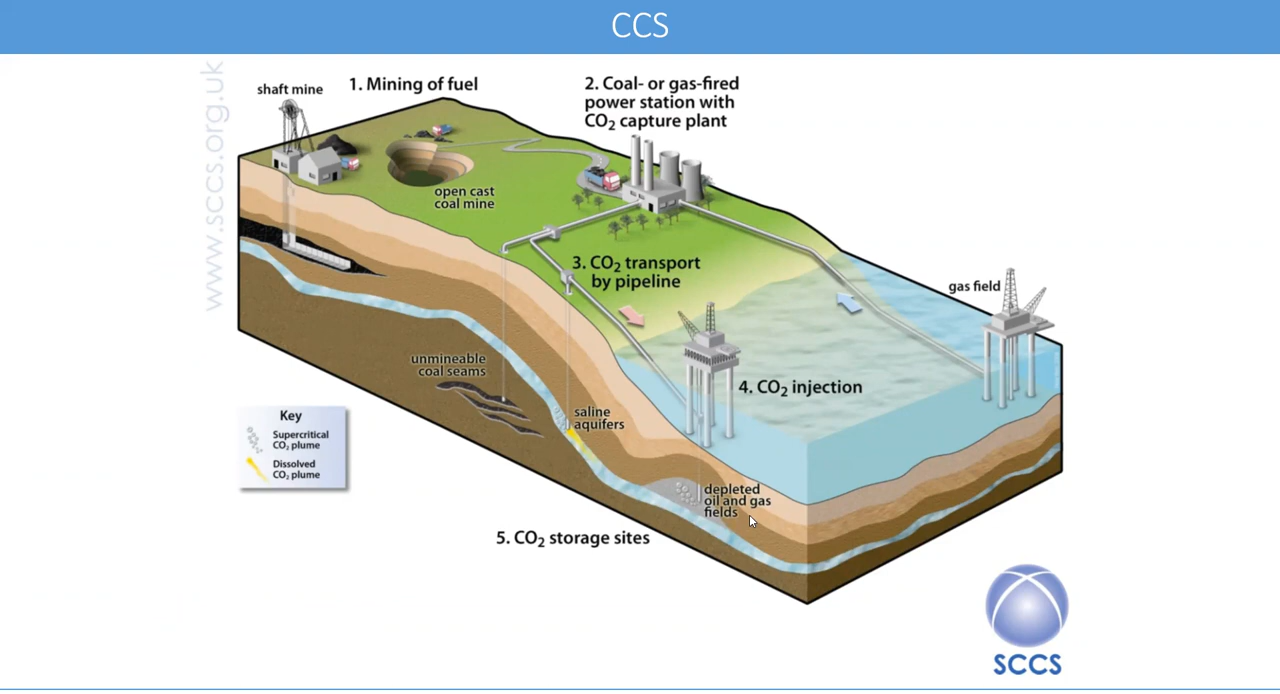 CCS
www.sccs.org.uk
shaft mine
1. Mining of fuel
2. Coal- or gas-fired
power station with
CO₂ capture plant
open cast
coal mine
3. CO₂ transport
by pipeline
gas field
unmineable
coal seams
4. CO₂ injection
saline
aquifers
Key
Supercritical
CO₂ plume
Dissolved
CO₂ plume
depleted
oil and gas
fields
5. CO₂ storage sites
SCCS